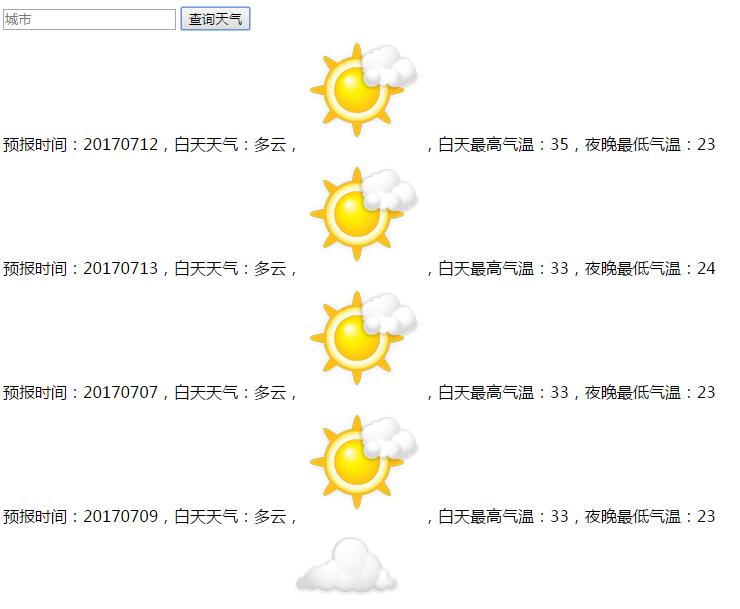 城市 查询天气
预报时间：20170712，白天天气：多云， ，白天最高气温：35，夜晚最低气温：23
预报时间：20170713，白天天气：多云， ，白天最高气温：33，夜晚最低气温：24
预报时间：20170707，白天天气：多云， ，白天最高气温：33，夜晚最低气温：23
预报时间：20170709，白天天气：多云， ，白天最高气温：33，夜晚最低气温：23